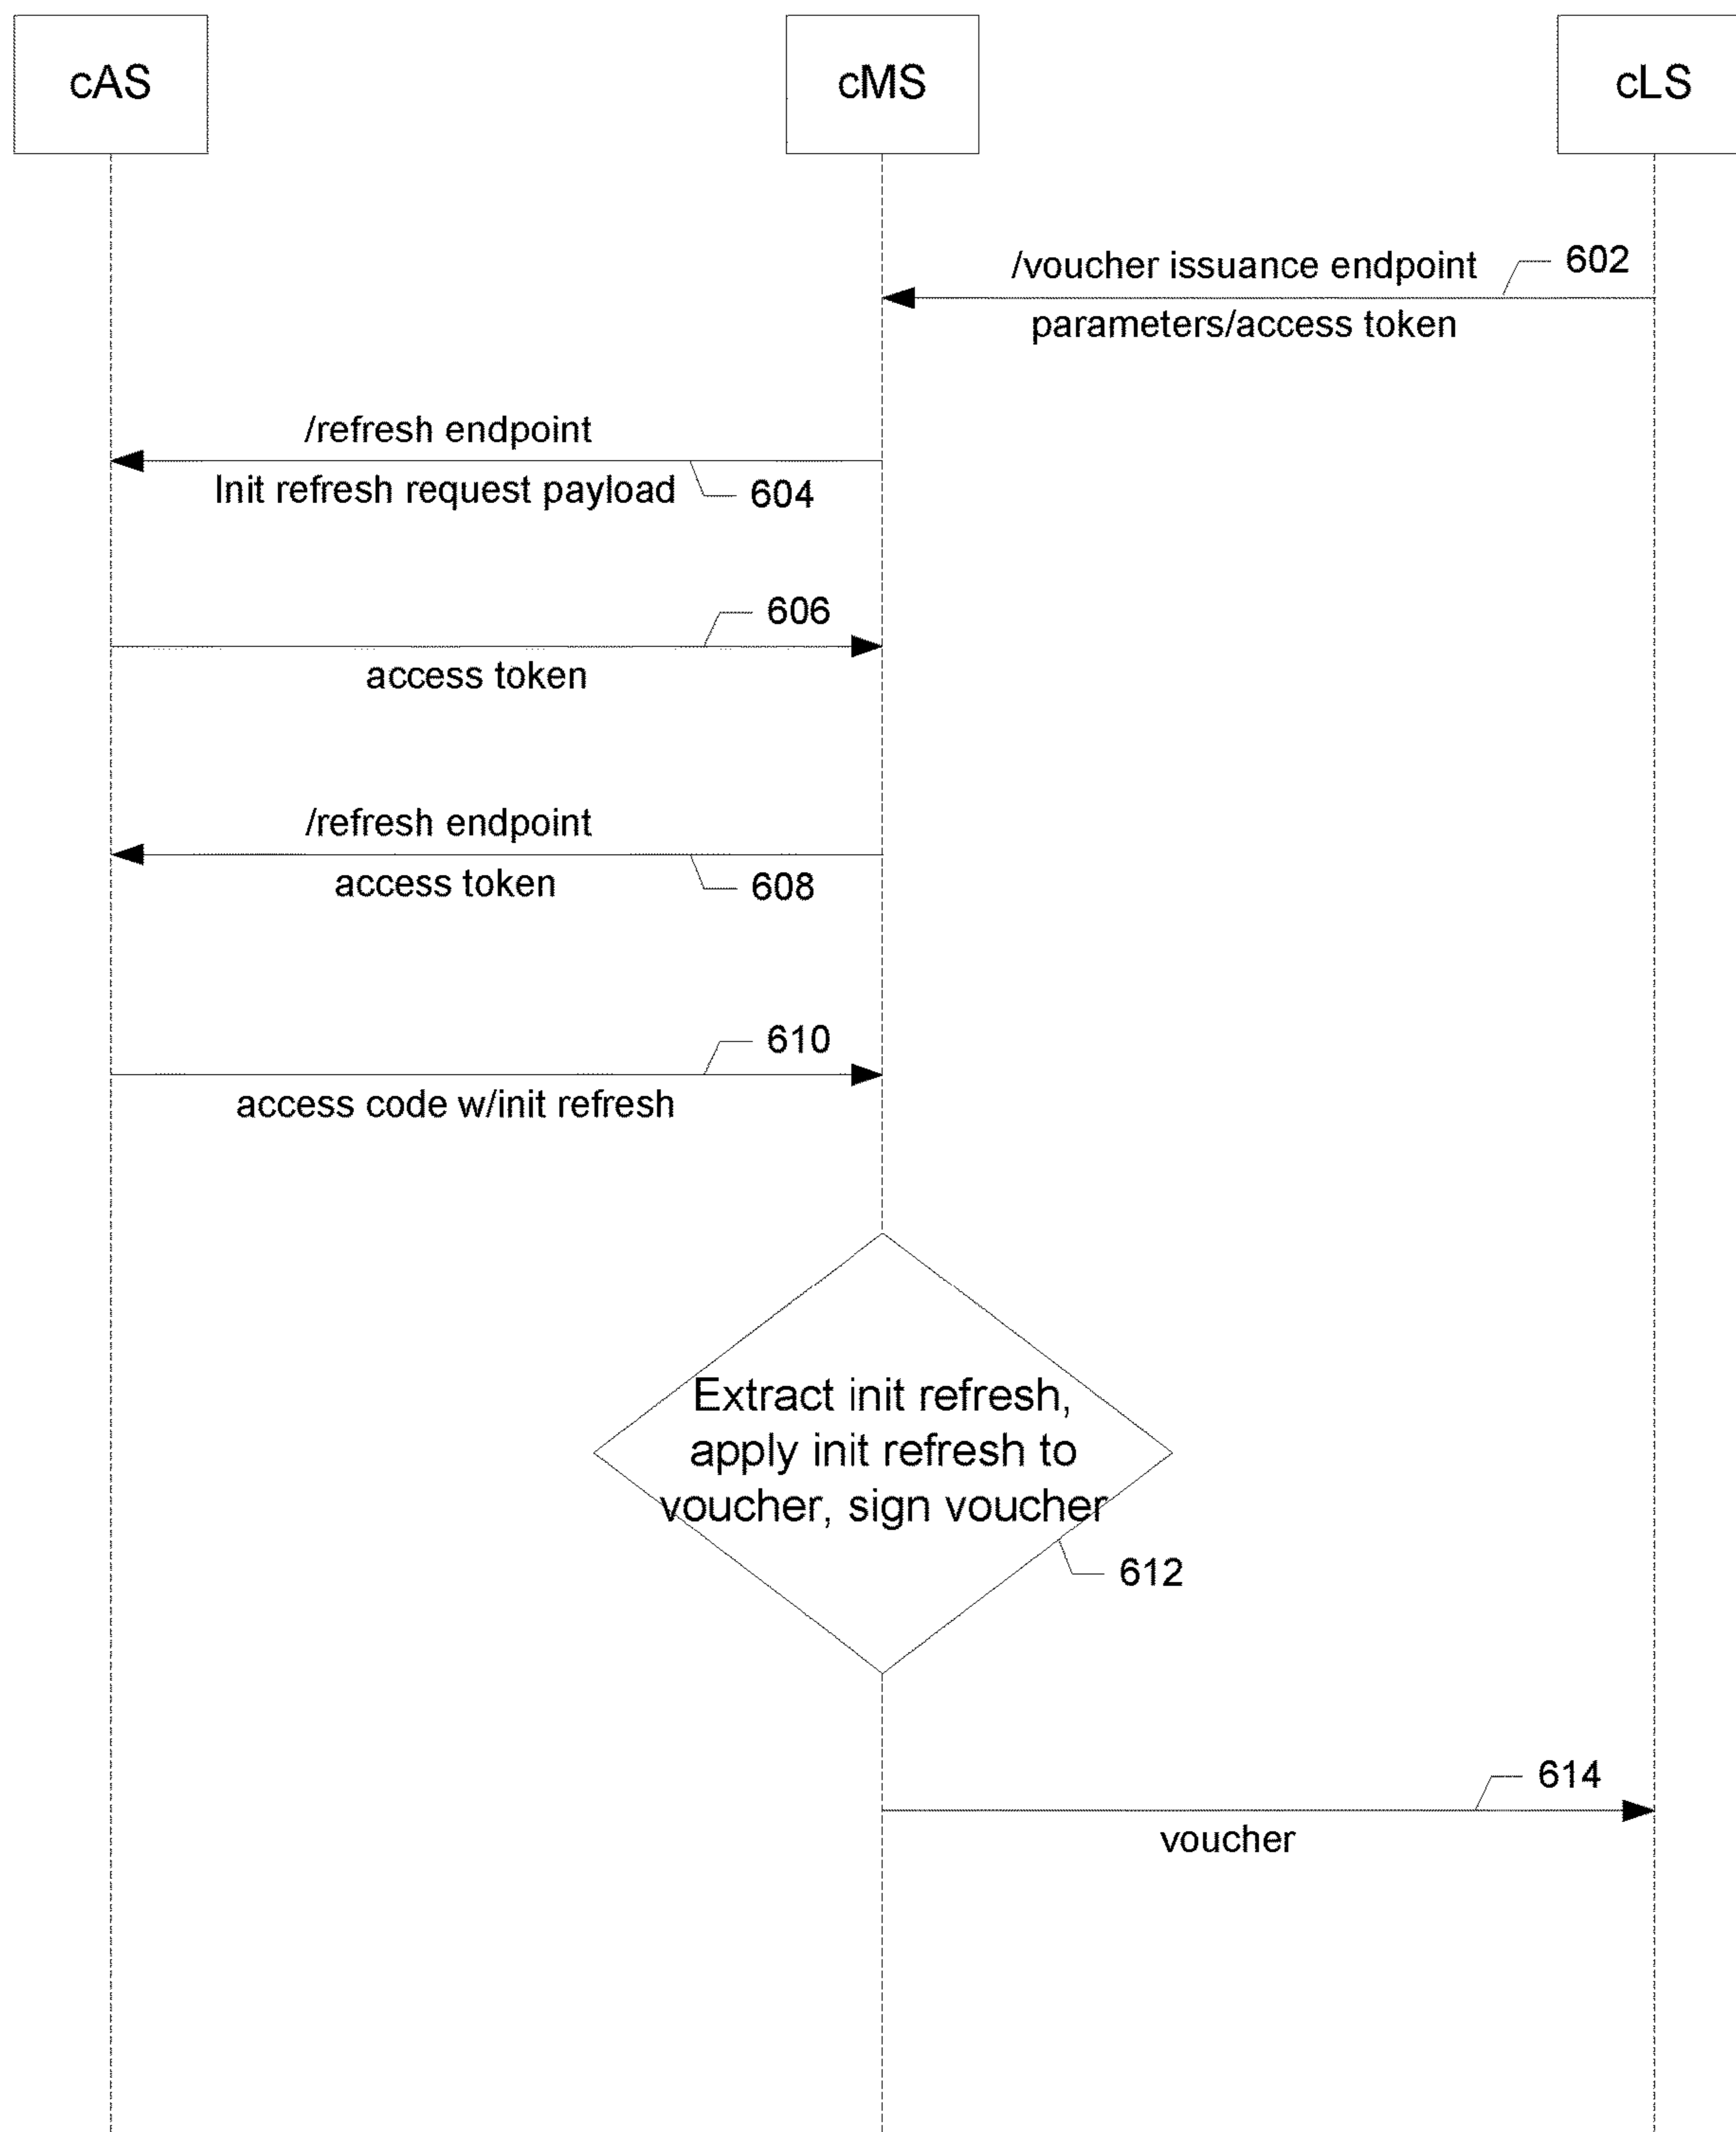 cAS
cMS
cLS
/voucher issuance endpoint
602
parameters/access token
/refresh endpoint
Init refresh request payload
604
606
access token
/refresh endpoint
access token
608
610
access code w/init refresh
Extract init refresh,
apply init refresh to
voucher, sign voucher
612
614
voucher